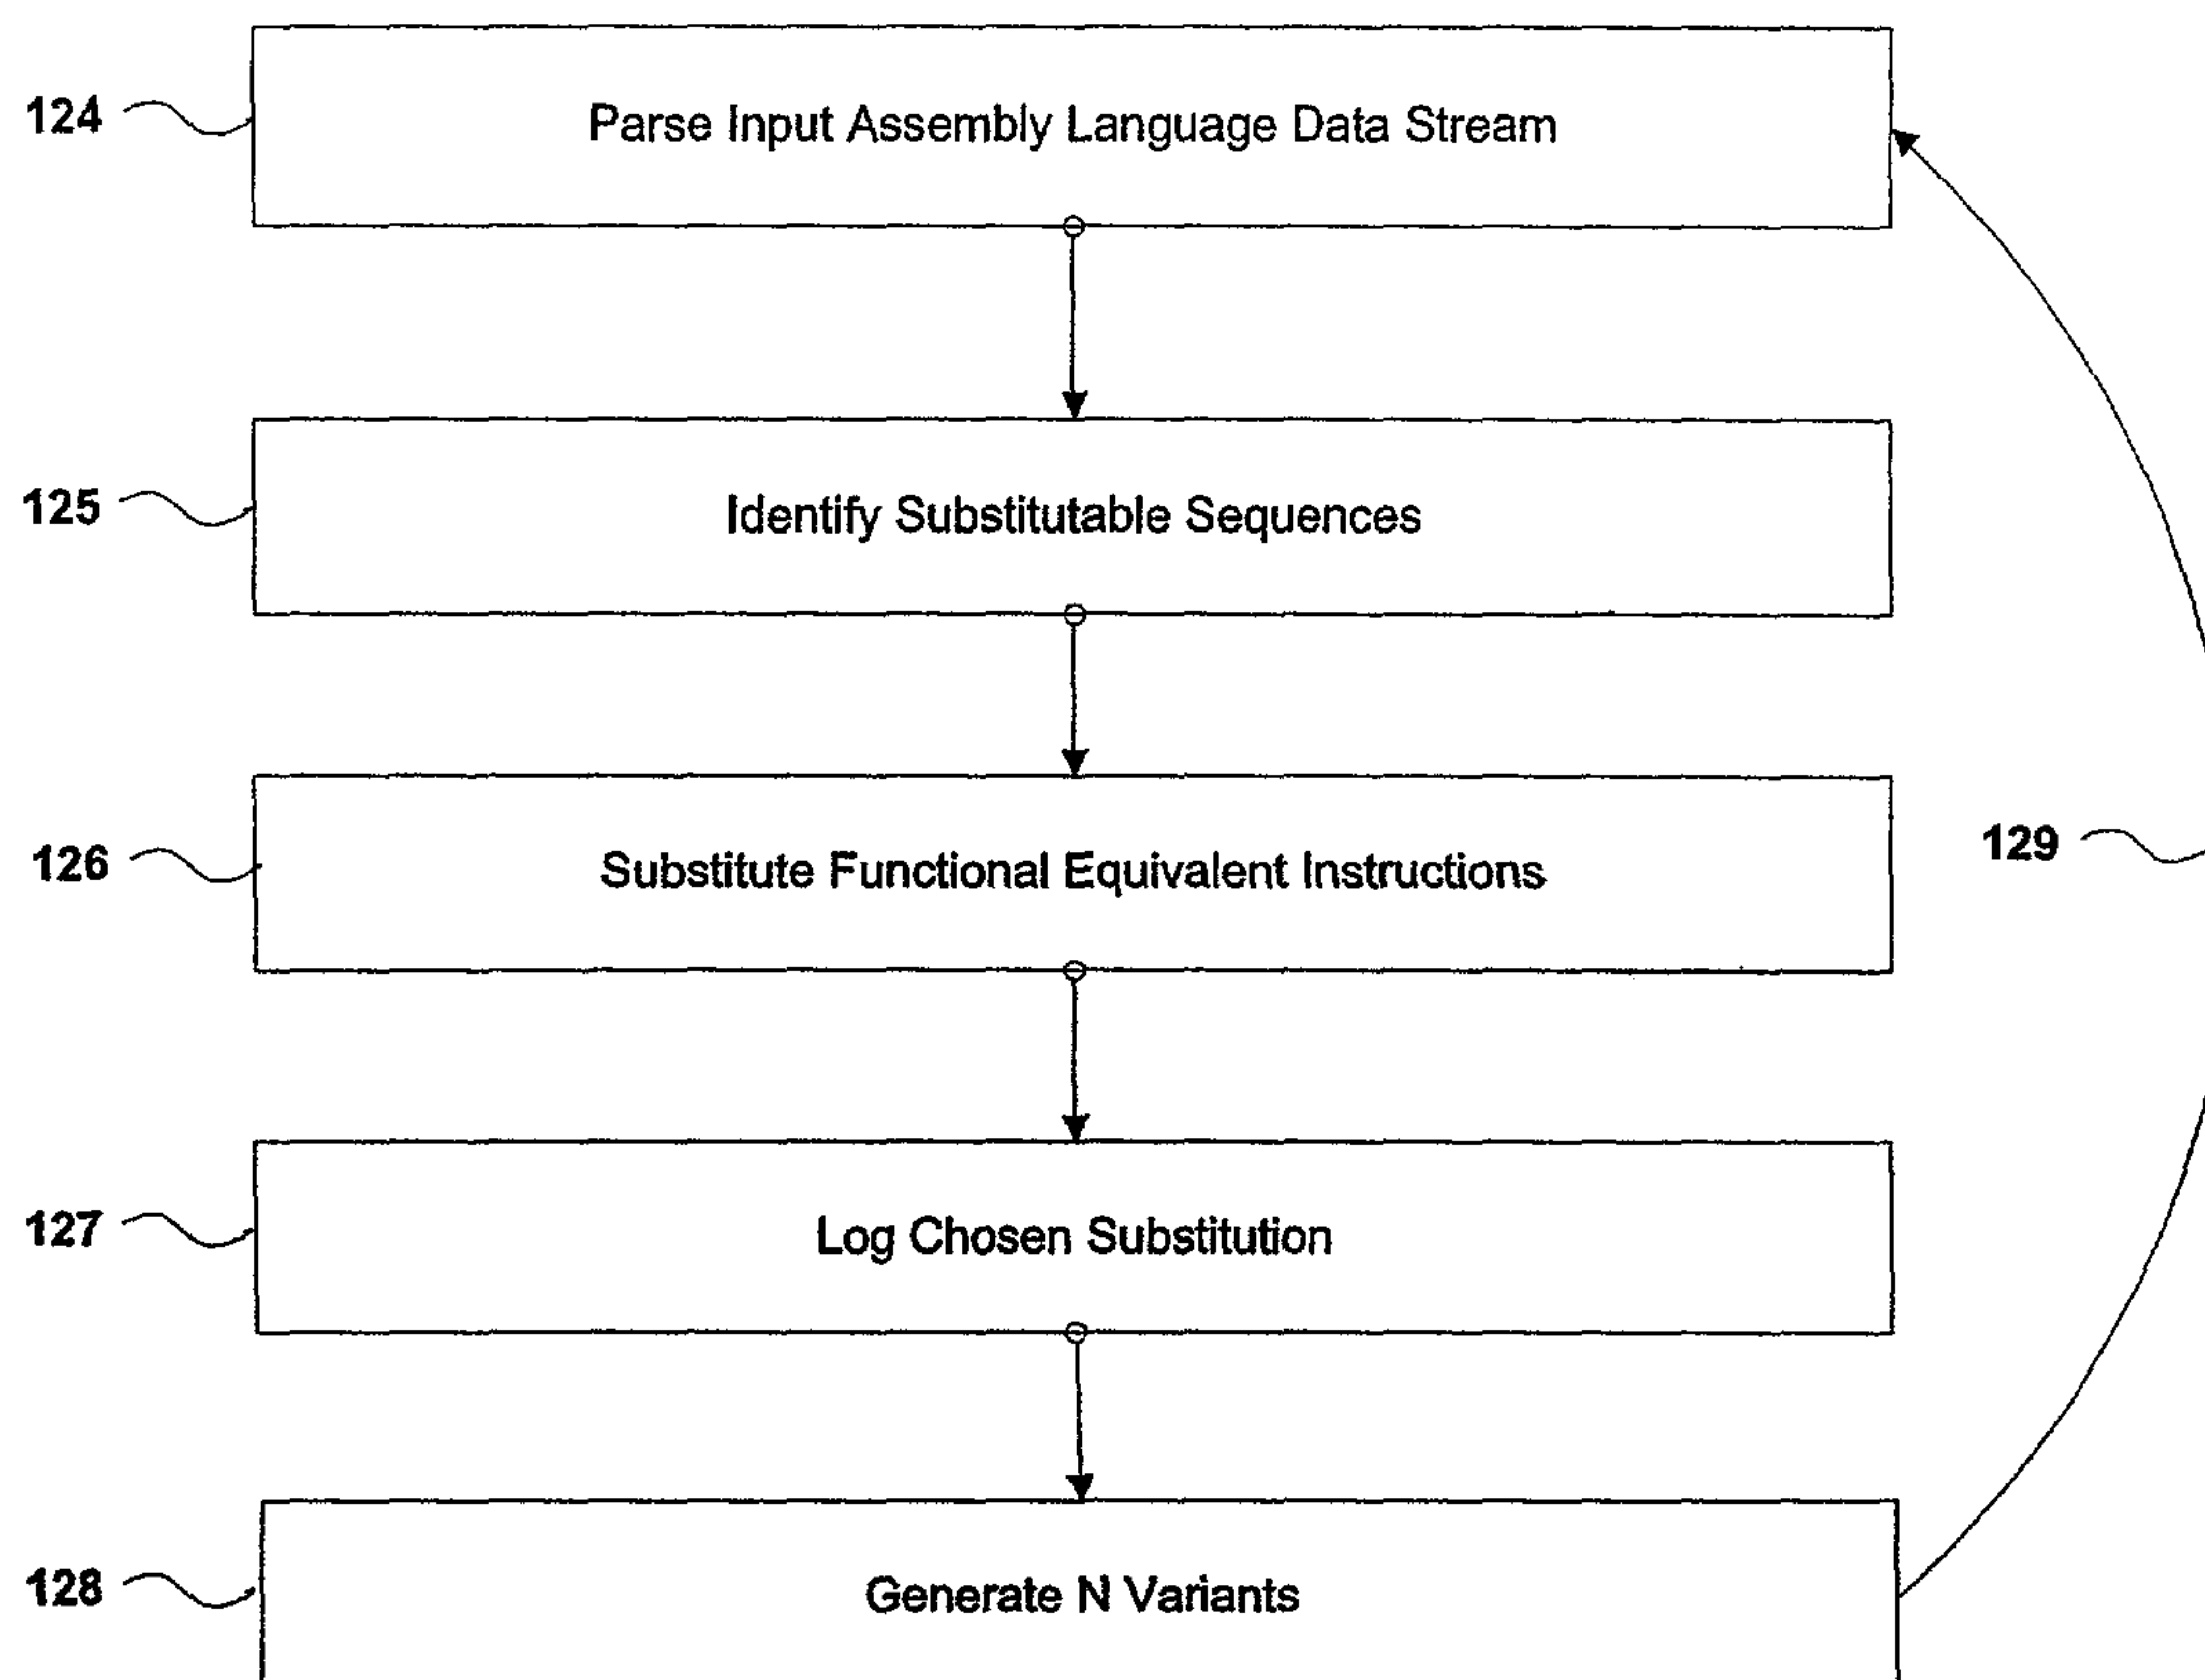 124
Parse Input Assembly Language Data Stream
125
Identify Substitutable Sequences
126
Substitute Functional Equivalent Instructions
129
127
Log Chosen Substitution
128
Generate N Variants